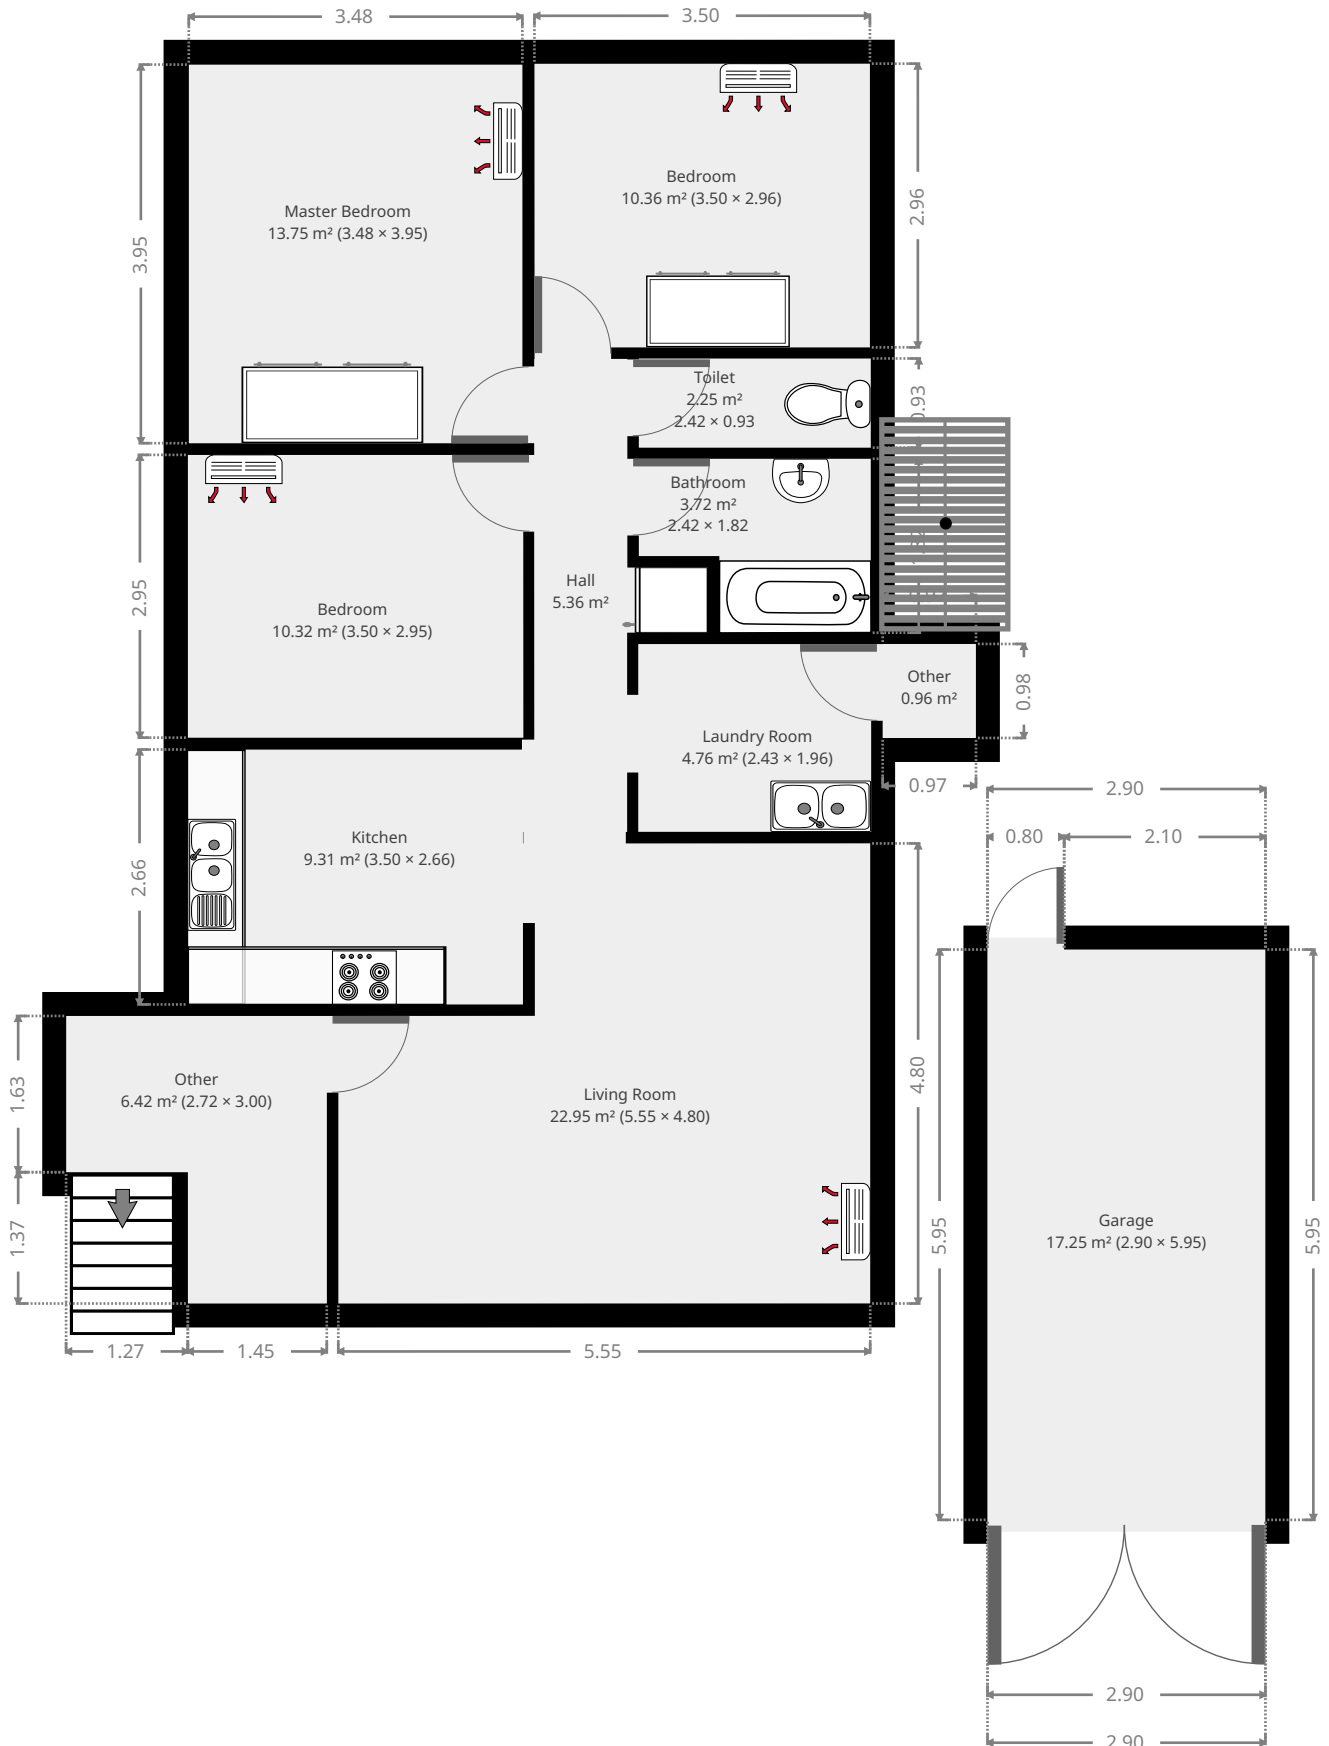 3.48
3.50
3.95
2.96
Master Bedroom
13.75 m² (3.48 × 3.95)
Bedroom
10.36 m² (3.50 × 2.96)
Toilet
2.25 m²
2.42 × 0.93
0.93
Bathroom
3.72 m²
2.42 × 1.82
2.95
Bedroom
10.32 m² (3.50 × 2.95)
Hall
5.36 m²
Other
0.96 m²
0.98
Laundry Room
4.76 m² (2.43 × 1.96)
0.97
2.90
0.80
2.10
2.66
Kitchen
9.31 m² (3.50 × 2.66)
4.80
1.63
Other
6.42 m² (2.72 × 3.00)
Living Room
22.95 m² (5.55 × 4.80)
1.37
5.95
Garage
17.25 m² (2.90 × 5.95)
5.95
1.27
1.45
5.55
2.90
2.90